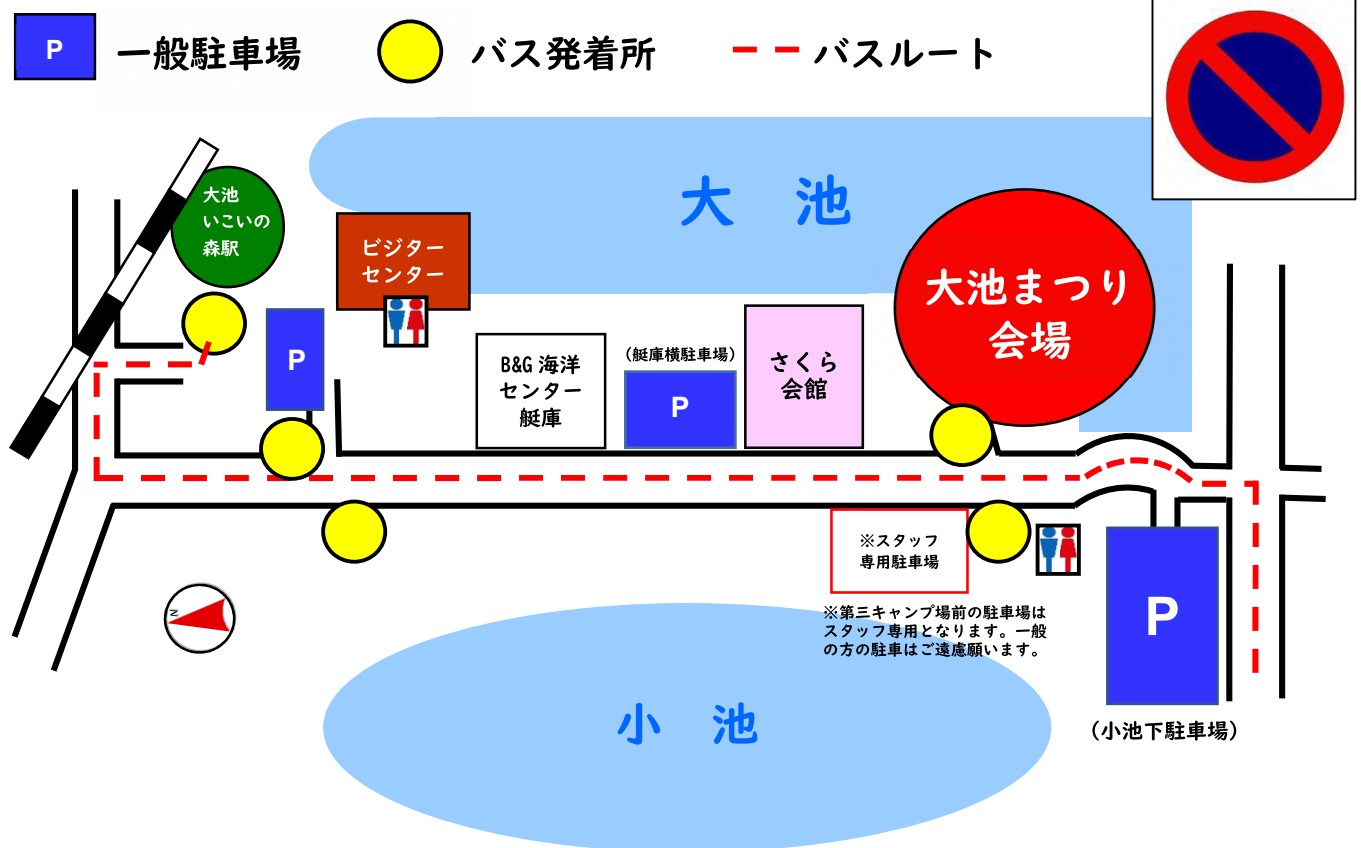 P 一般駐車場
バス発着所
バスルート
大 池
大池
いこいの
森駅
ビジター
センター
大池まつり
会場
P
B&G 海洋
センター
艇庫
(艇庫横駐車場)
P
さくら
会館
※スタッフ
専用駐車場
※第三キャンプ場前の駐車場は
スタッフ専用となります。一般
の方の駐車はご遠慮願います。
N
P
(小池下駐車場)
小 池